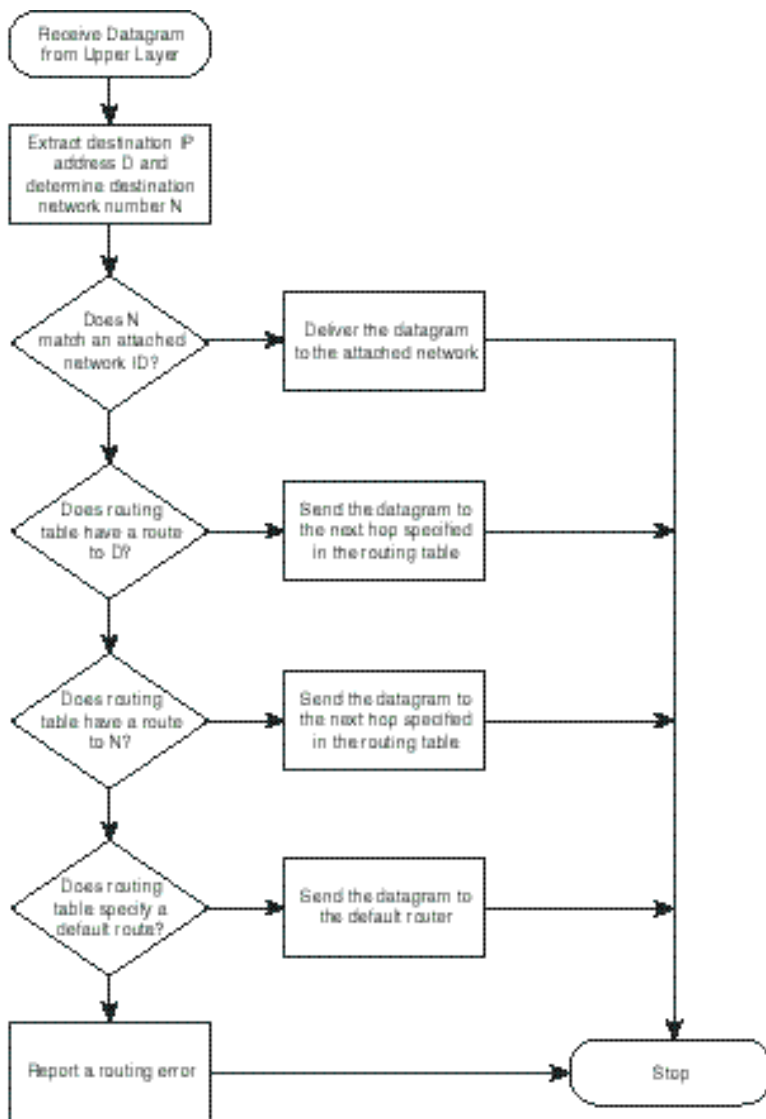 Receive Datagram
from Upper Layer
Extract destination IP
address D and
determine destination
network number N
Does N
match an attached
network ID?
Deliver the datagram
to the attached network
Does routing
table have a route
to D?
Send the datagram to
the next hop specified
in the routing table
Does routing
table have a route
to N?
Send the datagram to
the next hop specified
in the routing table
Does routing
table specify a
default route?
Send the datagram to
the default router
Report a routing error
Stop